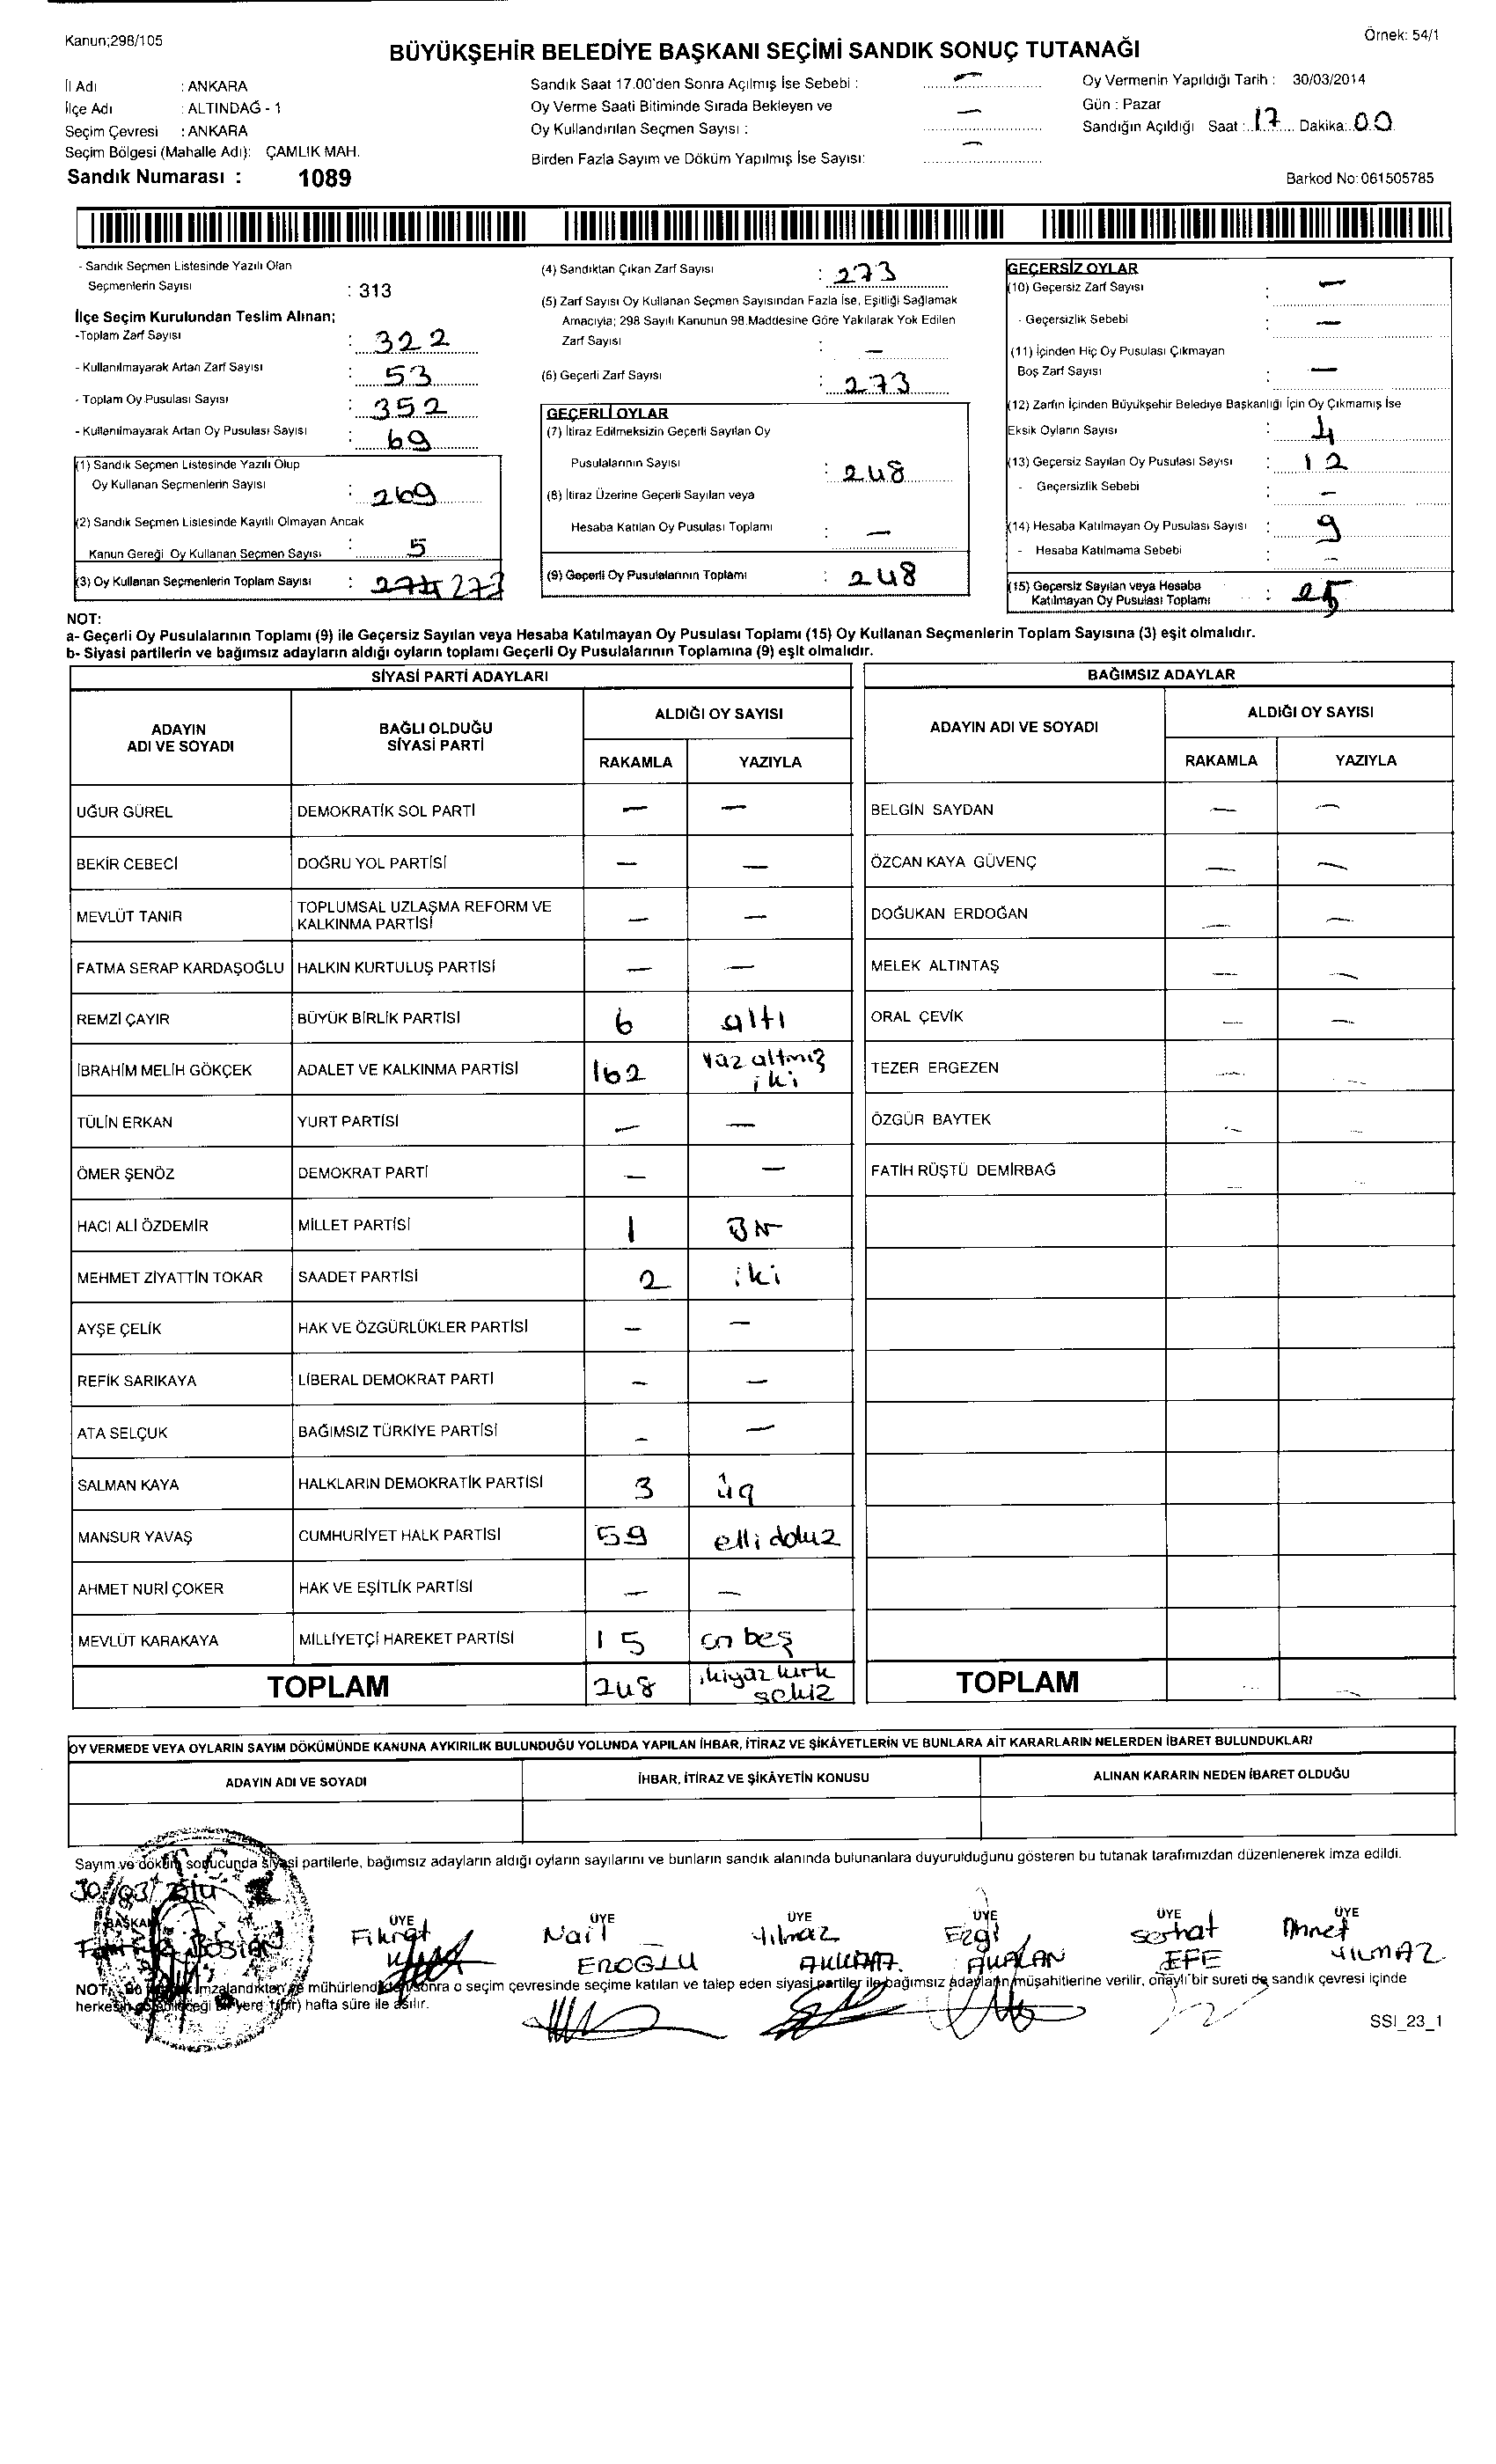 Kanun;298/105
Örnek: 54/1
BÜYÜKŞEHİR BELEDİYE BAŞKANI SEÇİMİ SANDIK SONUÇ TUTANAĞI
İl Adı : ANKARA
İlçe Adı : ALTINDAĞ - 1
Seçim Çevresi : ANKARA
Seçim Bölgesi (Mahalle Adı): ÇAMLIK MAH.
Sandık Numarası : 1089
Sandık Saat 17.00'den Sonra Açılmış İse Sebebi : —
Oy Verme Saati Bitiminde Sırada Bekleyen ve
Oy Kullandırılan Seçmen Sayısı : —
Birden Fazla Sayım ve Döküm Yapılmış İse Sayısı: —
Oy Vermenin Yapıldığı Tarih : 30/03/2014
Gün : Pazar
Sandığın Açıldığı Saat : 17 Dakika: 00
Barkod No: 061505785
- Sandık Seçmen Listesinde Yazılı Olan
Seçmenlerin Sayısı : 313
İlçe Seçim Kurulundan Teslim Alınan;
-Toplam Zarf Sayısı : 322
- Kullanılmayarak Artan Zarf Sayısı : 53
- Toplam Oy Pusulası Sayısı : 352
- Kullanılmayarak Artan Oy Pusulası Sayısı : 69
(1) Sandık Seçmen Listesinde Yazılı Olup
Oy Kullanan Seçmenlerin Sayısı : 269
(2) Sandık Seçmen Listesinde Kayıtlı Olmayan Ancak
Kanun Gereği Oy Kullanan Seçmen Sayısı : 5
(3) Oy Kullanan Seçmenlerin Toplam Sayısı : 273
(4) Sandıktan Çıkan Zarf Sayısı : 273
(5) Zarf Sayısı Oy Kullanan Seçmen Sayısından Fazla İse, Eşitliği Sağlamak
Amacıyla; 298 Sayılı Kanunun 98.Maddesine Göre Yakılarak Yok Edilen
Zarf Sayısı : —
(6) Geçerli Zarf Sayısı : 273
GEÇERLİ OYLAR
(7) İtiraz Edilmeksizin Geçerli Sayılan Oy
Pusulalarının Sayısı : 248
(8) İtiraz Üzerine Geçerli Sayılan veya
Hesaba Katılan Oy Pusulası Toplamı : —
(9) Geçerli Oy Pusulalarının Toplamı : 248
GEÇERSİZ OYLAR
(10) Geçersiz Zarf Sayısı : —
- Geçersizlik Sebebi : —
(11) İçinden Hiç Oy Pusulası Çıkmayan
Boş Zarf Sayısı : —
(12) Zarfın İçinden Büyükşehir Belediye Başkanlığı İçin Oy Çıkmamış İse
Eksik Oyların Sayısı : 4
(13) Geçersiz Sayılan Oy Pusulası Sayısı : 12
- Geçersizlik Sebebi : —
(14) Hesaba Katılmayan Oy Pusulası Sayısı : 9
- Hesaba Katılmama Sebebi : —
(15) Geçersiz Sayılan veya Hesaba
Katılmayan Oy Pusulası Toplamı : 25
NOT:
a- Geçerli Oy Pusulalarının Toplamı (9) ile Geçersiz Sayılan veya Hesaba Katılmayan Oy Pusulası Toplamı (15) Oy Kullanan Seçmenlerin Toplam Sayısına (3) eşit olmalıdır.
b- Siyasi partilerin ve bağımsız adayların aldığı oyların toplamı Geçerli Oy Pusulalarının Toplamına (9) eşit olmalıdır.
SİYASİ PARTİ ADAYLARI
ADAYIN ADI VE SOYADI BAĞLI OLDUĞU SİYASİ PARTİ ALDIĞI OY SAYISI
RAKAMLA YAZIYLA
UĞUR GÜREL DEMOKRATİK SOL PARTİ — —
BEKİR CEBECİ DOĞRU YOL PARTİSİ — —
MEVLÜT TANIR TOPLUMSAL UZLAŞMA REFORM VE KALKINMA PARTİSİ — —
FATMA SERAP KARDAŞOĞLU HALKIN KURTULUŞ PARTİSİ — —
REMZİ ÇAYIR BÜYÜK BİRLİK PARTİSİ 6 altı
İBRAHİM MELİH GÖKÇEK ADALET VE KALKINMA PARTİSİ 162 yüz altmış iki
TÜLİN ERKAN YURT PARTİSİ — —
ÖMER ŞENÖZ DEMOKRAT PARTİ — —
HACI ALİ ÖZDEMİR MİLLET PARTİSİ 1 Bir
MEHMET ZİYATTİN TOKAR SAADET PARTİSİ 2 iki
AYŞE ÇELİK HAK VE ÖZGÜRLÜKLER PARTİSİ — —
REFİK SARIKAYA LİBERAL DEMOKRAT PARTİ — —
ATA SELÇUK BAĞIMSIZ TÜRKİYE PARTİSİ — —
SALMAN KAYA HALKLARIN DEMOKRATİK PARTİSİ 3 üç
MANSUR YAVAŞ CUMHURİYET HALK PARTİSİ 59 elli dokuz
AHMET NURİ ÇOKER HAK VE EŞİTLİK PARTİSİ — —
MEVLÜT KARAKAYA MİLLİYETÇİ HAREKET PARTİSİ 15 on beş
TOPLAM 248 ikiyüz kırk sekiz
BAĞIMSIZ ADAYLAR
ADAYIN ADI VE SOYADI ALDIĞI OY SAYISI
RAKAMLA YAZIYLA
BELGİN SAYDAN — —
ÖZCAN KAYA GÜVENÇ — —
DOĞUKAN ERDOĞAN — —
MELEK ALTINTAŞ — —
ORAL ÇEVİK — —
TEZER ERGEZEN — —
ÖZGÜR BAYTEK — —
FATİH RÜŞTÜ DEMİRBAĞ — —
TOPLAM — —
OY VERMEDE VEYA OYLARIN SAYIM DÖKÜMÜNDE KANUNA AYKIRILIK BULUNDUĞU YOLUNDA YAPILAN İHBAR, İTİRAZ VE ŞİKÂYETLERİN VE BUNLARA AİT KARARLARIN NELERDEN İBARET BULUNDUKLARI
ADAYIN ADI VE SOYADI İHBAR, İTİRAZ VE ŞİKÂYETİN KONUSU ALINAN KARARIN NEDEN İBARET OLDUĞU
Sayım ve döküm sonucunda siyasi partilerle, bağımsız adayların aldığı oyların sayılarını ve bunların sandık alanında bulunanlara duyurulduğunu gösteren bu tutanak tarafımızdan düzenlenerek imza edildi.
30/03/2014
BAŞKAN ÜYE ÜYE ÜYE ÜYE ÜYE ÜYE
Fikret Nail Yılmaz Ezgi Serhat Ahmet
EROĞLU EFE YILMAZ
NOT: Bu imzalandıktan ve mühürlendikten sonra o seçim çevresinde seçime katılan ve talep eden siyasi partiler ile bağımsız adayların müşahitlerine verilir, onaylı bir sureti de sandık çevresi içinde
herkesin görebileceği bir yere 1(bir) hafta süre ile asılır.
SSI_23_1